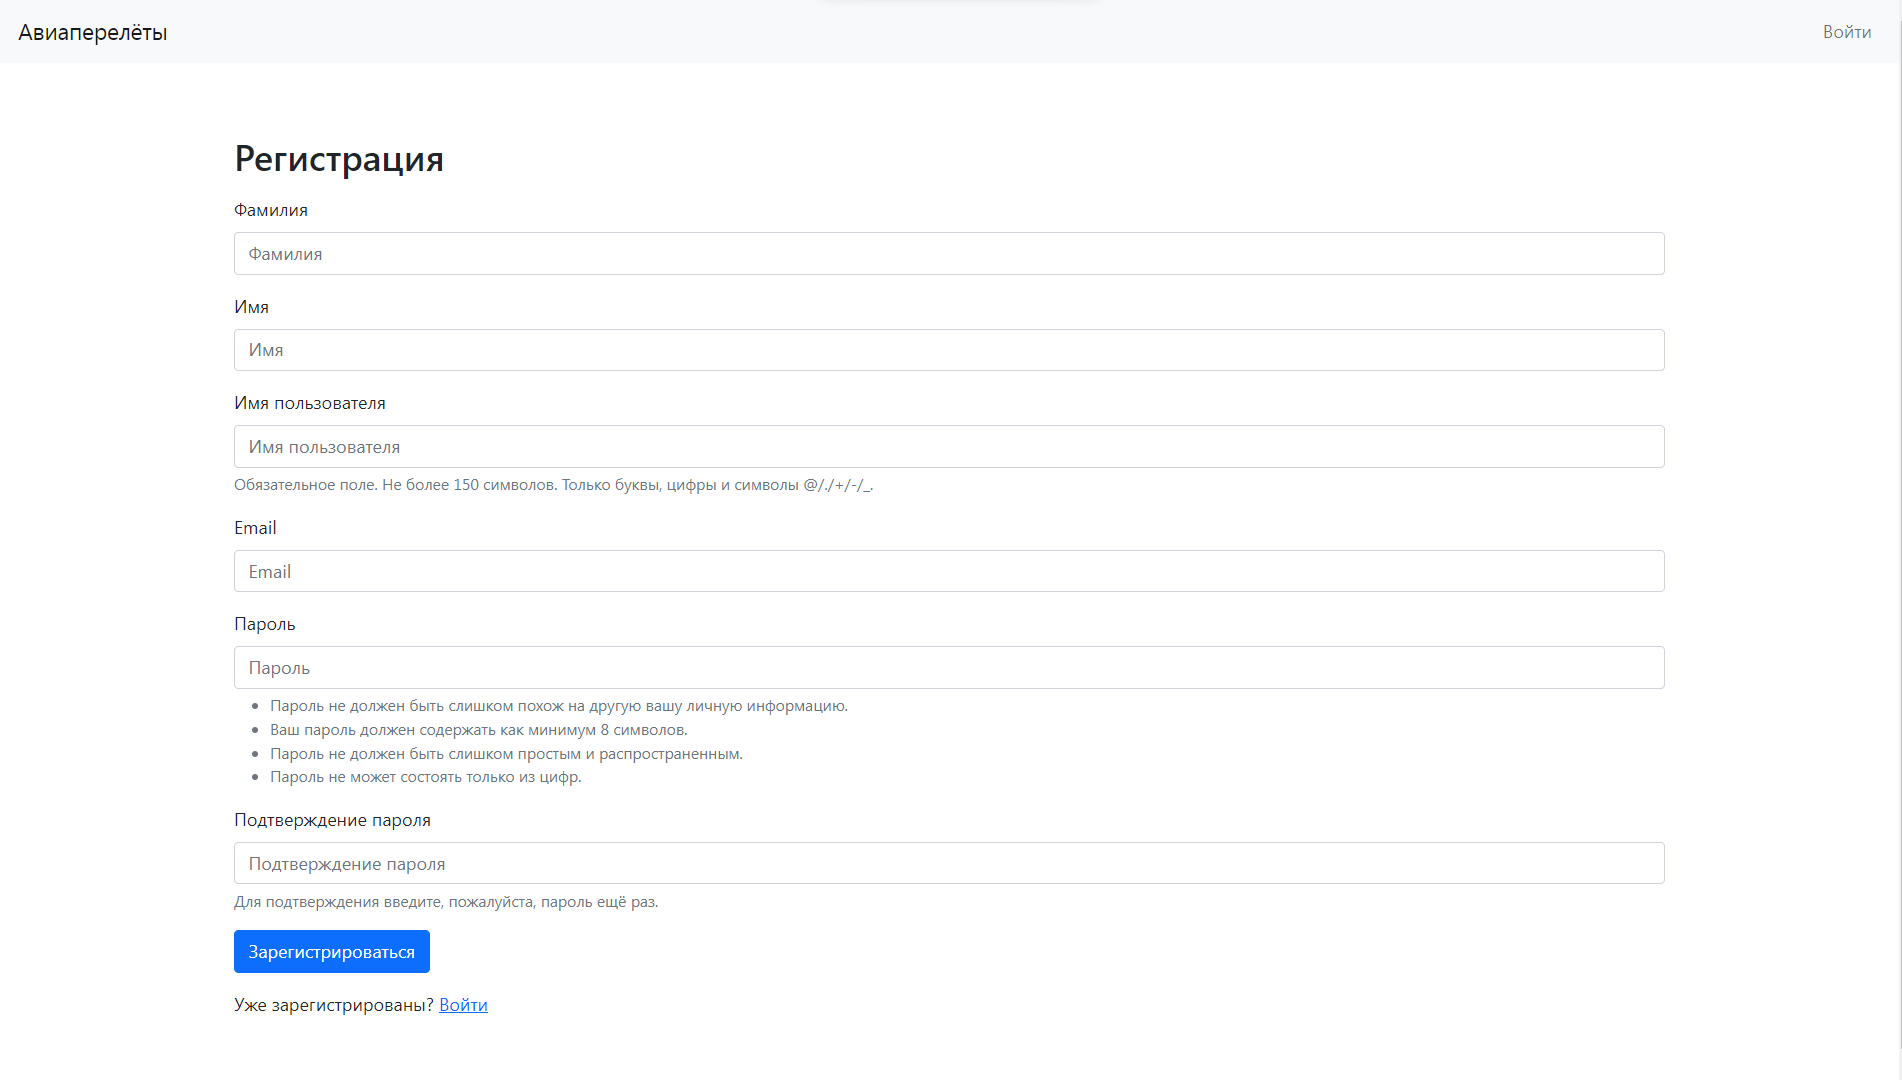 Авиаперелёты
Войти
Регистрация
Фамилия
Фамилия
Имя
Имя
Имя пользователя
Имя пользователя
Обязательное поле. Не более 150 символов. Только буквы, цифры и символы @/./+/-/_.
Email
Email
Пароль
Пароль
• Пароль не должен быть слишком похож на другую вашу личную информацию.
• Ваш пароль должен содержать как минимум 8 символов.
• Пароль не должен быть слишком простым и распространенным.
• Пароль не может состоять только из цифр.
Подтверждение пароля
Подтверждение пароля
Для подтверждения введите, пожалуйста, пароль ещё раз.
Зарегистрироваться
Уже зарегистрированы? Войти